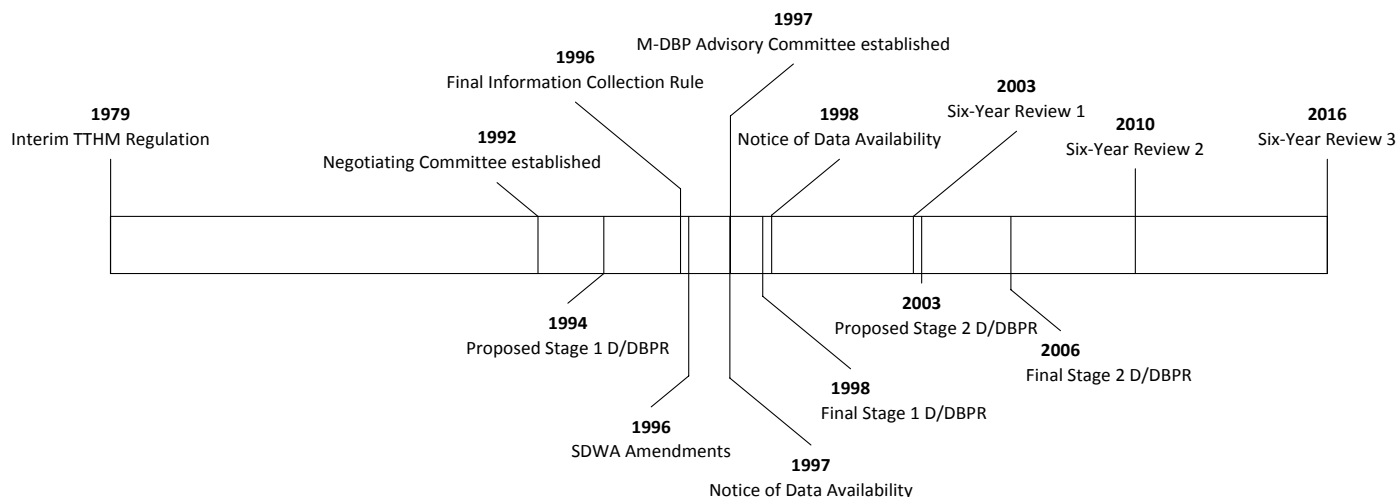 1997
M-DBP Advisory Committee established
1996
Final Information Collection Rule
2003
Six-Year Review 1
1998
Notice of Data Availability
2010
Six-Year Review 2
2016
Six-Year Review 3
1979
Interim TTHM Regulation
1992
Negotiating Committee established
1994
Proposed Stage 1 D/DBPR
2003
Proposed Stage 2 D/DBPR
2006
Final Stage 2 D/DBPR
1998
Final Stage 1 D/DBPR
1996
SDWA Amendments
1997
Notice of Data Availability